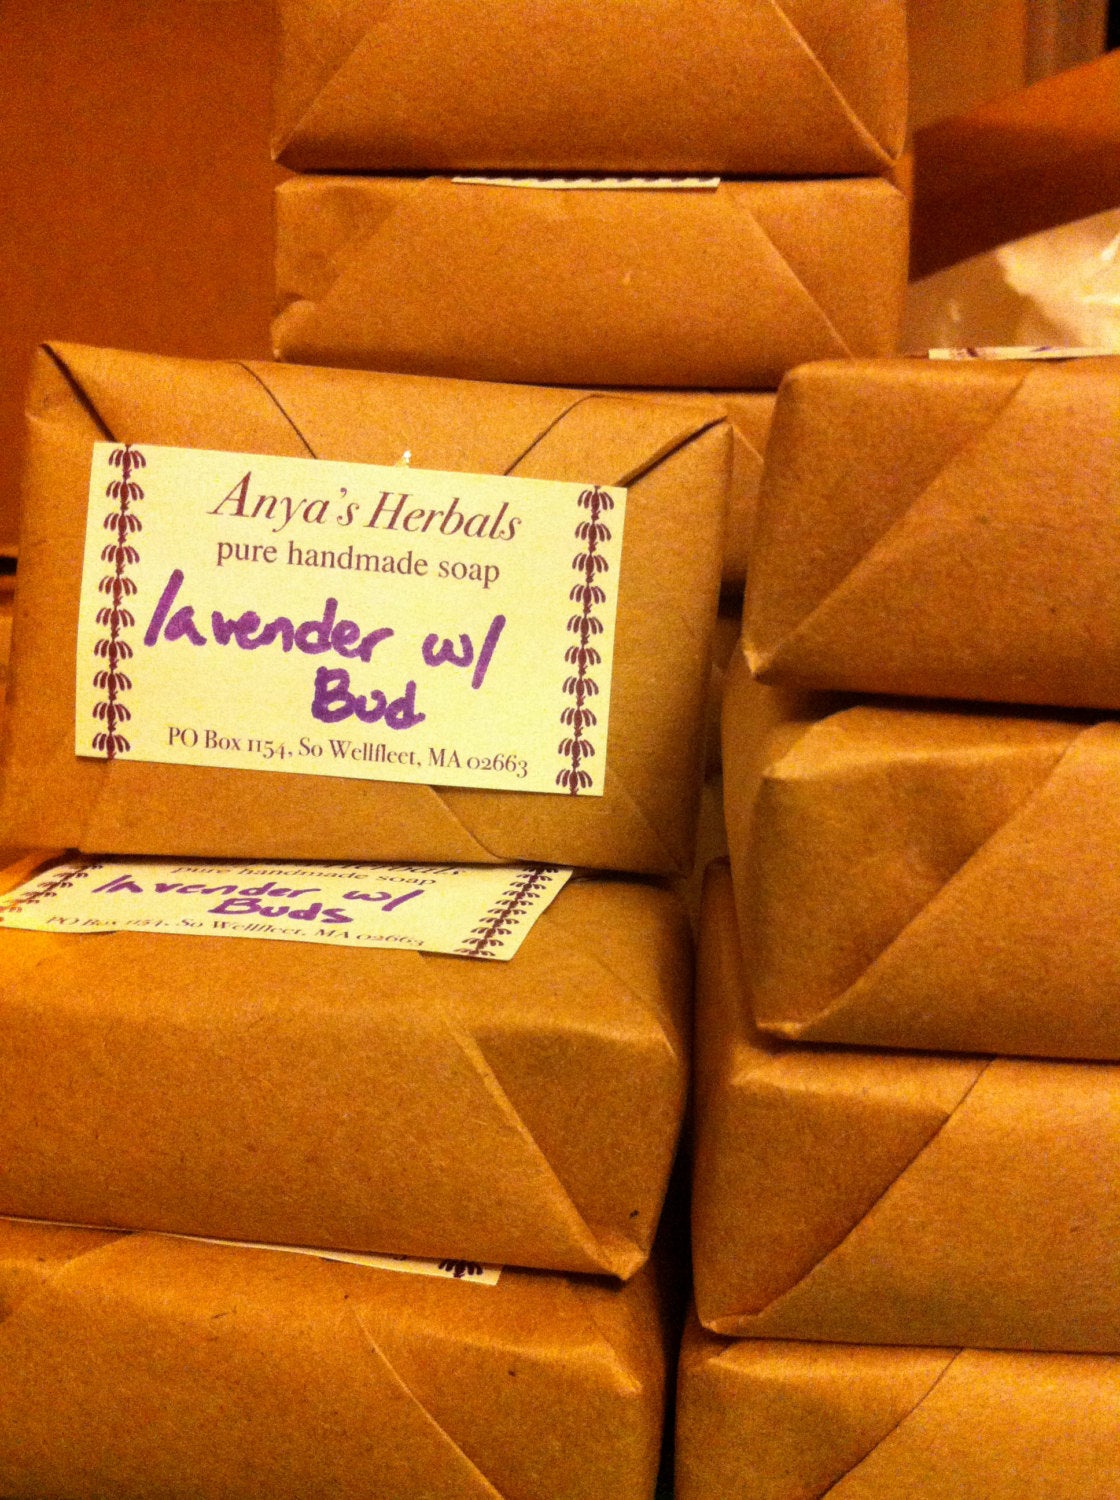 Anya's Herbals
pure handmade soap
lavender w/
Bud
PO Box 1154, So Wellfleet, MA 02663
Herbals
pure handmade soap
lavender w/
Buds
PO Box 1154, So Wellfleet, MA 02663